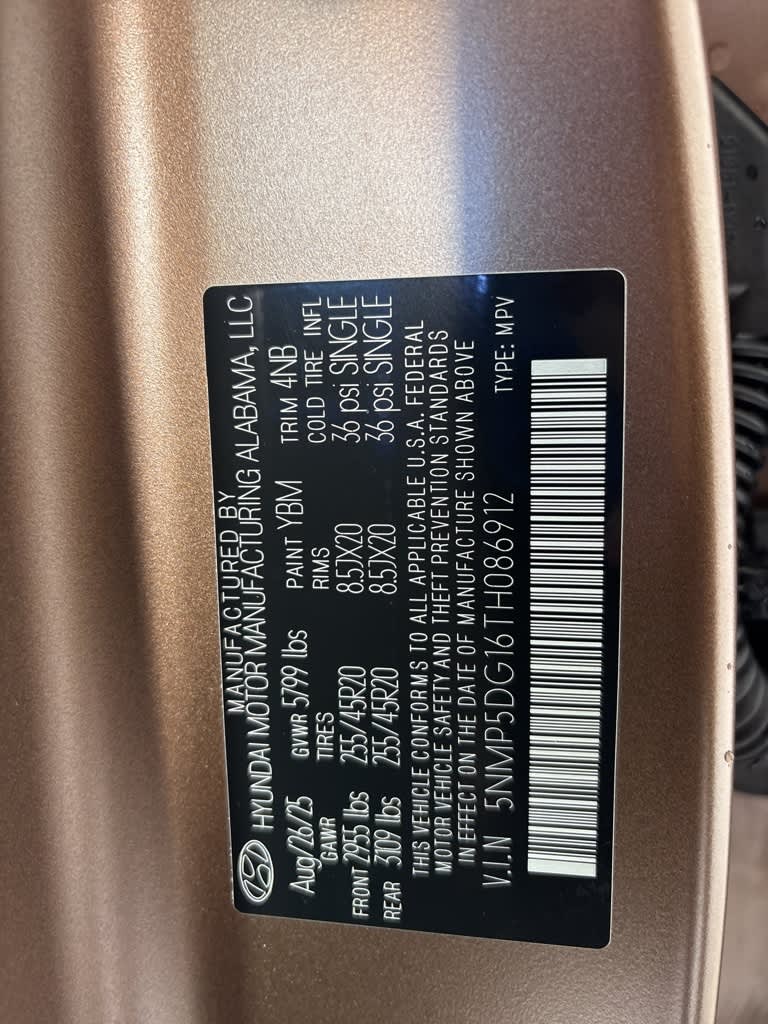 MANUFACTURED BY
HYUNDAI MOTOR MANUFACTURING ALABAMA, LLC
Aug/26/25 GVWR 5799 lbs PAINT YBM TRIM 4NB
GAWR TIRES RIMS COLD TIRE INFL
FRONT 2955 lbs 255/45R20 8.5JX20 36 psi SINGLE
REAR 3109 lbs 255/45R20 8.5JX20 36 psi SINGLE
THIS VEHICLE CONFORMS TO ALL APPLICABLE U.S.A. FEDERAL
MOTOR VEHICLE SAFETY AND THEFT PREVENTION STANDARDS
IN EFFECT ON THE DATE OF MANUFACTURE SHOWN ABOVE
V.I.N 5NMP5DG16TH086912 TYPE: MPV